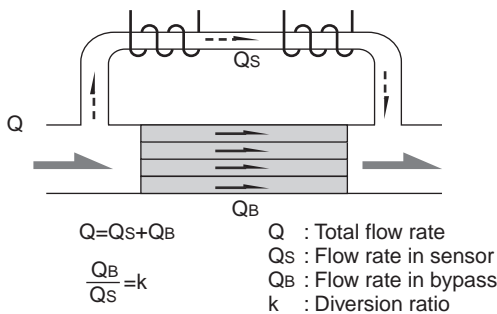 QS
Q
QB
Q=QS+QB
QB
QS
=k
Q : Total flow rate
QS : Flow rate in sensor
QB : Flow rate in bypass
k : Diversion ratio